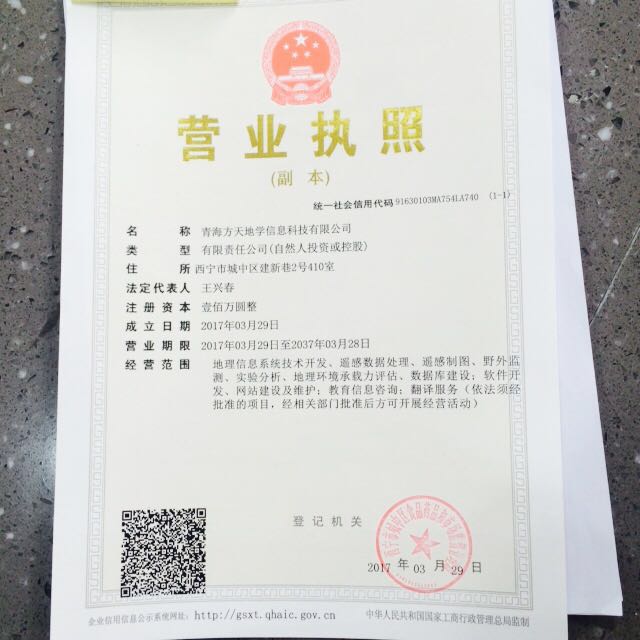 营业执照
(副 本)
统一社会信用代码 91630103MA754LA740 (1-1)
名 称 青海方天地学信息科技有限公司
类 型 有限责任公司(自然人投资或控股)
住 所 西宁市城中区建新巷2号410室
法定代表人 王兴春
注册资本 壹佰万圆整
成立日期 2017年03月29日
营业期限 2017年03月29日至2037年03月28日
经营范围 地理信息系统技术开发、遥感数据处理、遥感制图、野外监
测、实验分析、地理环境承载力评估、数据库建设；软件开
发、网站建设及维护；教育信息咨询；翻译服务（依法须经
批准的项目，经相关部门批准后方可开展经营活动）
登记机关
2017 年 03 月 29 日
企业信用信息公示系统网址: http://gsxt.qhaic.gov.cn
中华人民共和国国家工商行政管理总局监制